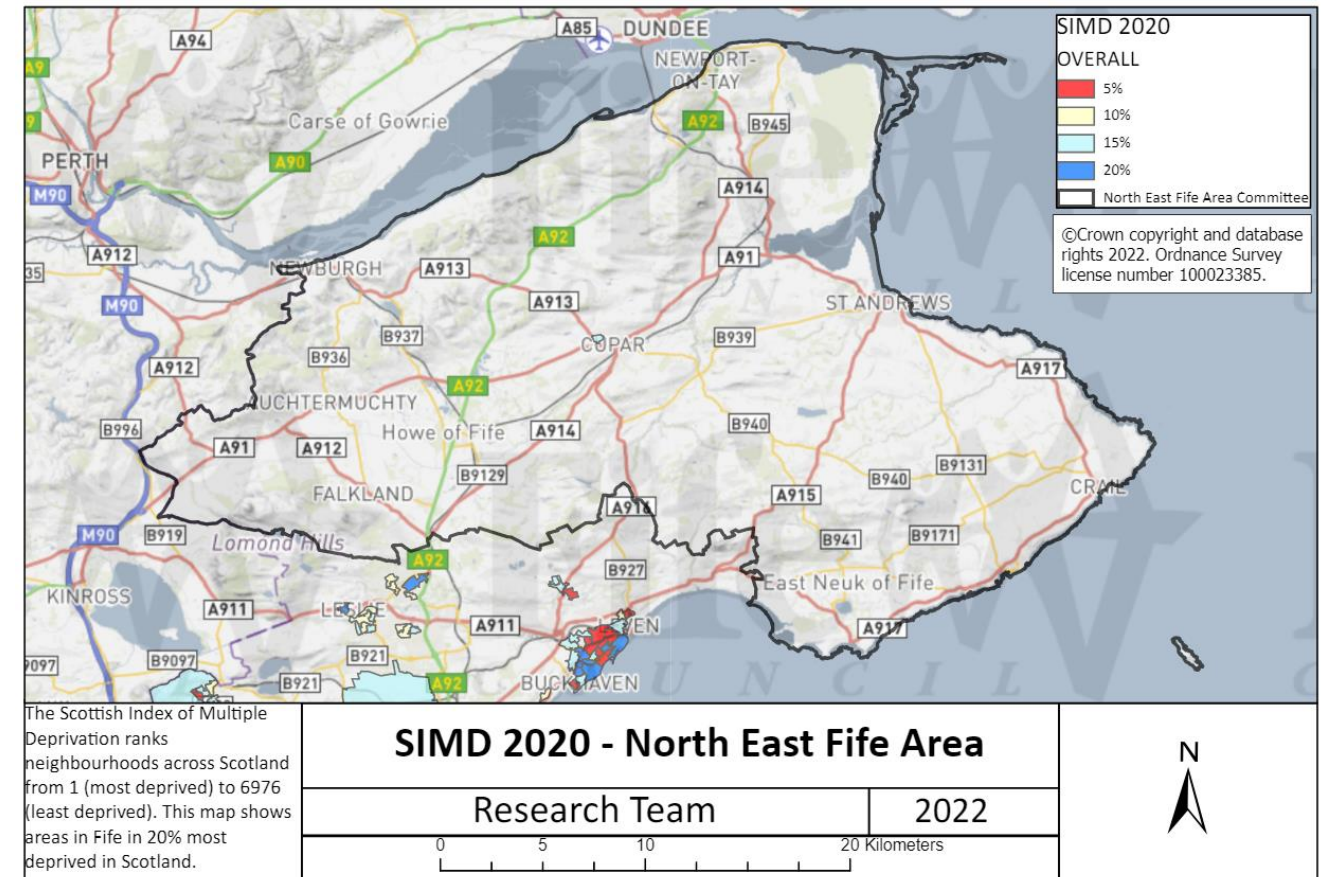 A85
DUNDEE
A94
NEWPORT-
ON-TAY
A9
9
Carse of Gowrie
A92
B945
PERTH
A90
M90
A914
A92
A912
A91
35
NEWBURGH
A913
M90
A913
ST ANDREWS
B937
CUPAR
B939
B936
A912
A917
A92
UCHTERMUCHTY
B996
Howe of Fife
A914
B940
A91
A912
B9129
B9131
B940
FALKLAND
A915
CRAIL
A916
M90
B919
Lomond Hills
B941
B9171
A92
B927
East Neuk of Fife
KINROSS
A911
LESLIE
A911
LEVEN
A917
B921
9097
B9097
B921
A92
BUCKHAVEN
COUNCIL
SIMD 2020
OVERALL
5%
10%
15%
20%
North East Fife Area Committee
©Crown copyright and database
rights 2022. Ordnance Survey
license number 100023385.
The Scottish Index of Multiple
Deprivation ranks
neighbourhoods across Scotland
from 1 (most deprived) to 6976
(least deprived). This map shows
areas in Fife in 20% most
deprived in Scotland.
SIMD 2020 - North East Fife Area
Research Team
2022
0 5 10 20 Kilometers
N